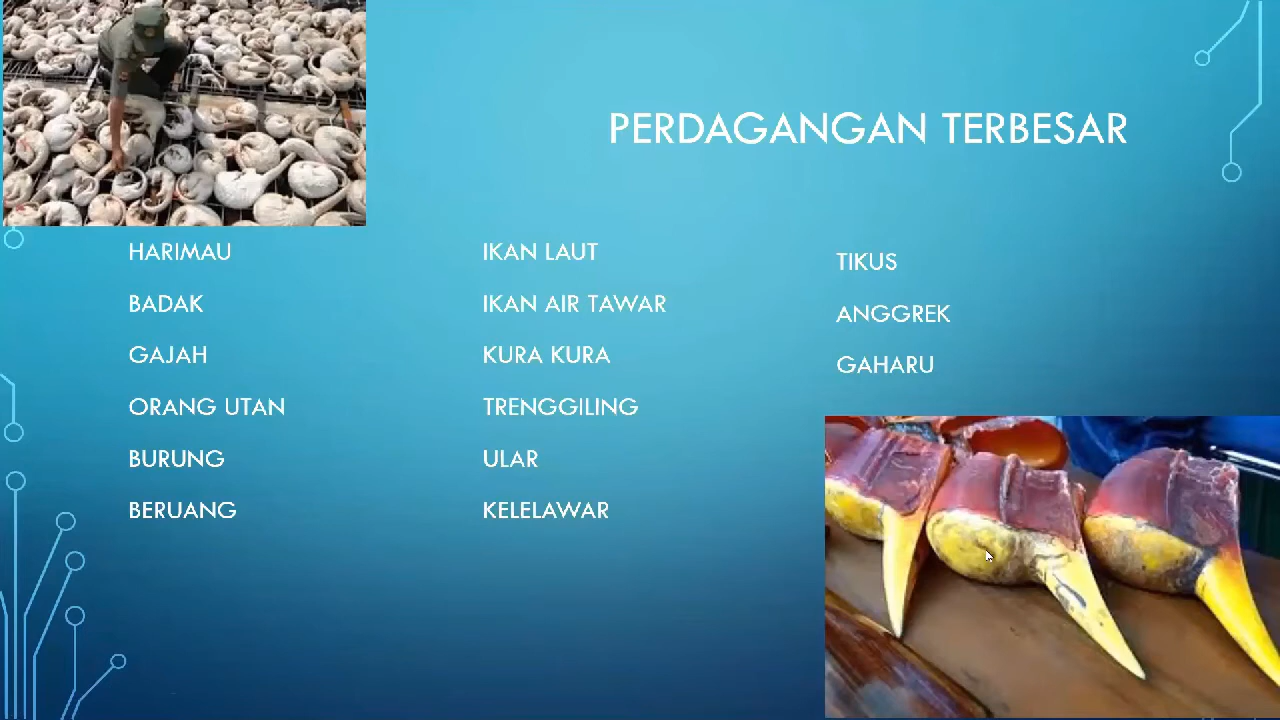 PERDAGANGAN TERBESAR
HARIMAU
BADAK
GAJAH
ORANG UTAN
BURUNG
BERUANG
IKAN LAUT
IKAN AIR TAWAR
KURA KURA
TRENGGILING
ULAR
KELELAWAR
TIKUS
ANGGREK
GAHARU